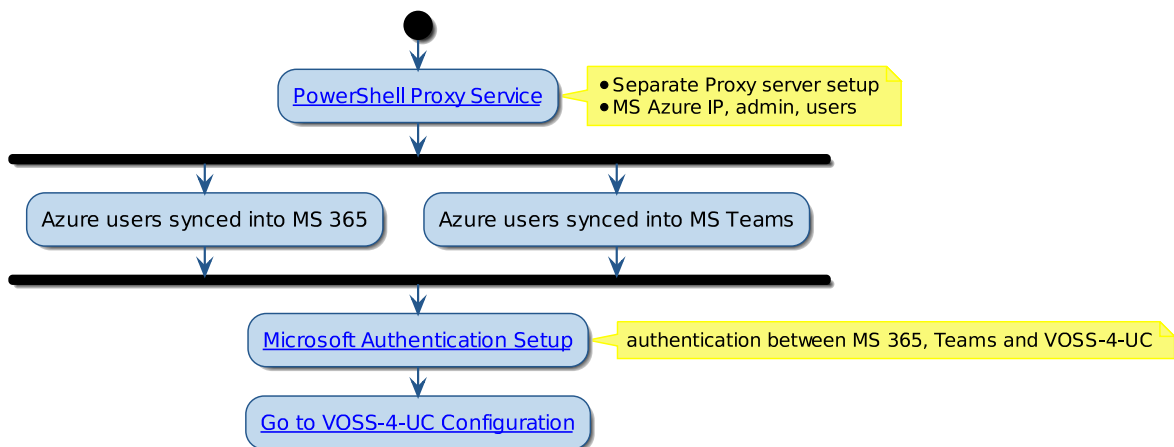 PowerShell Proxy Service
• Separate Proxy server setup
• MS Azure IP, admin, users
Azure users synced into MS 365
Azure users synced into MS Teams
Microsoft Authentication Setup
authentication between MS 365, Teams and VOSS-4-UC
Go to VOSS-4-UC Configuration